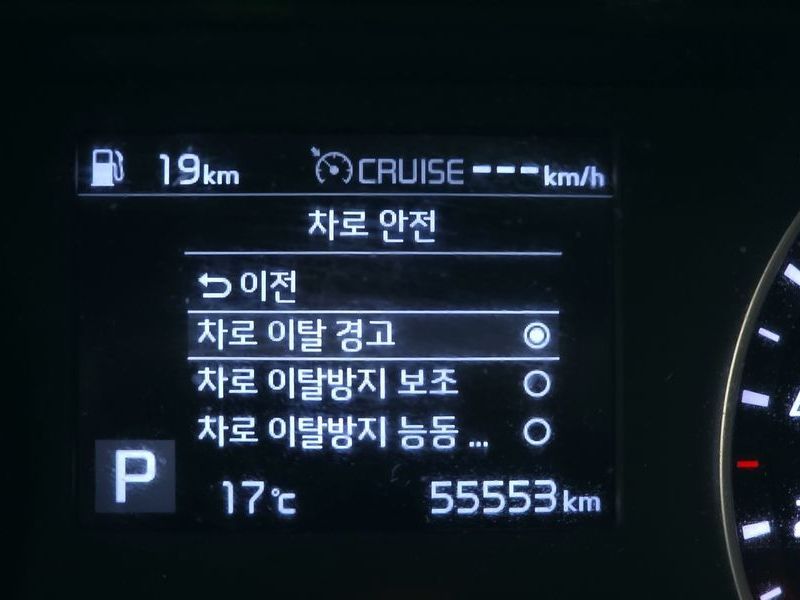 19km CRUISE---km/h
차로 안전
이전
차로 이탈 경고
차로 이탈방지 보조
차로 이탈방지 능동 ...
P 17℃ 55553km